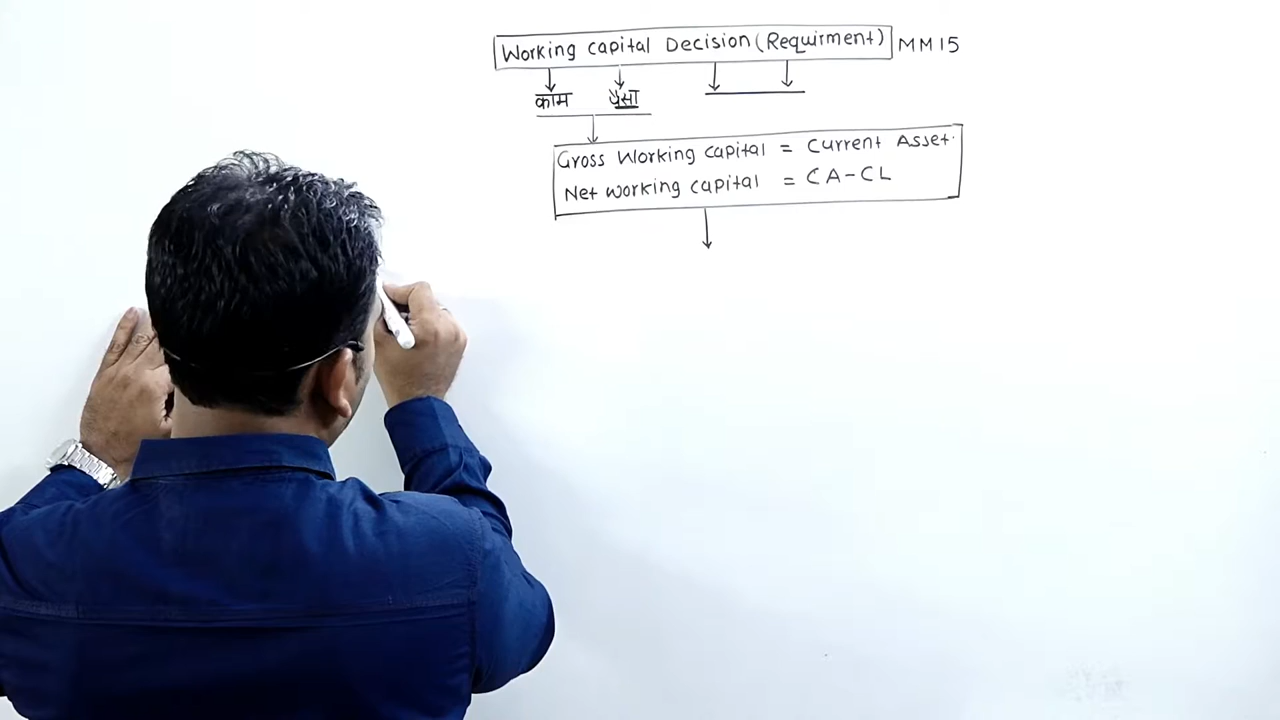 Working capital Decision (Requirment) MM15
काम पैसा
Gross Working capital = Current Asset.
Net working capital = CA-CL